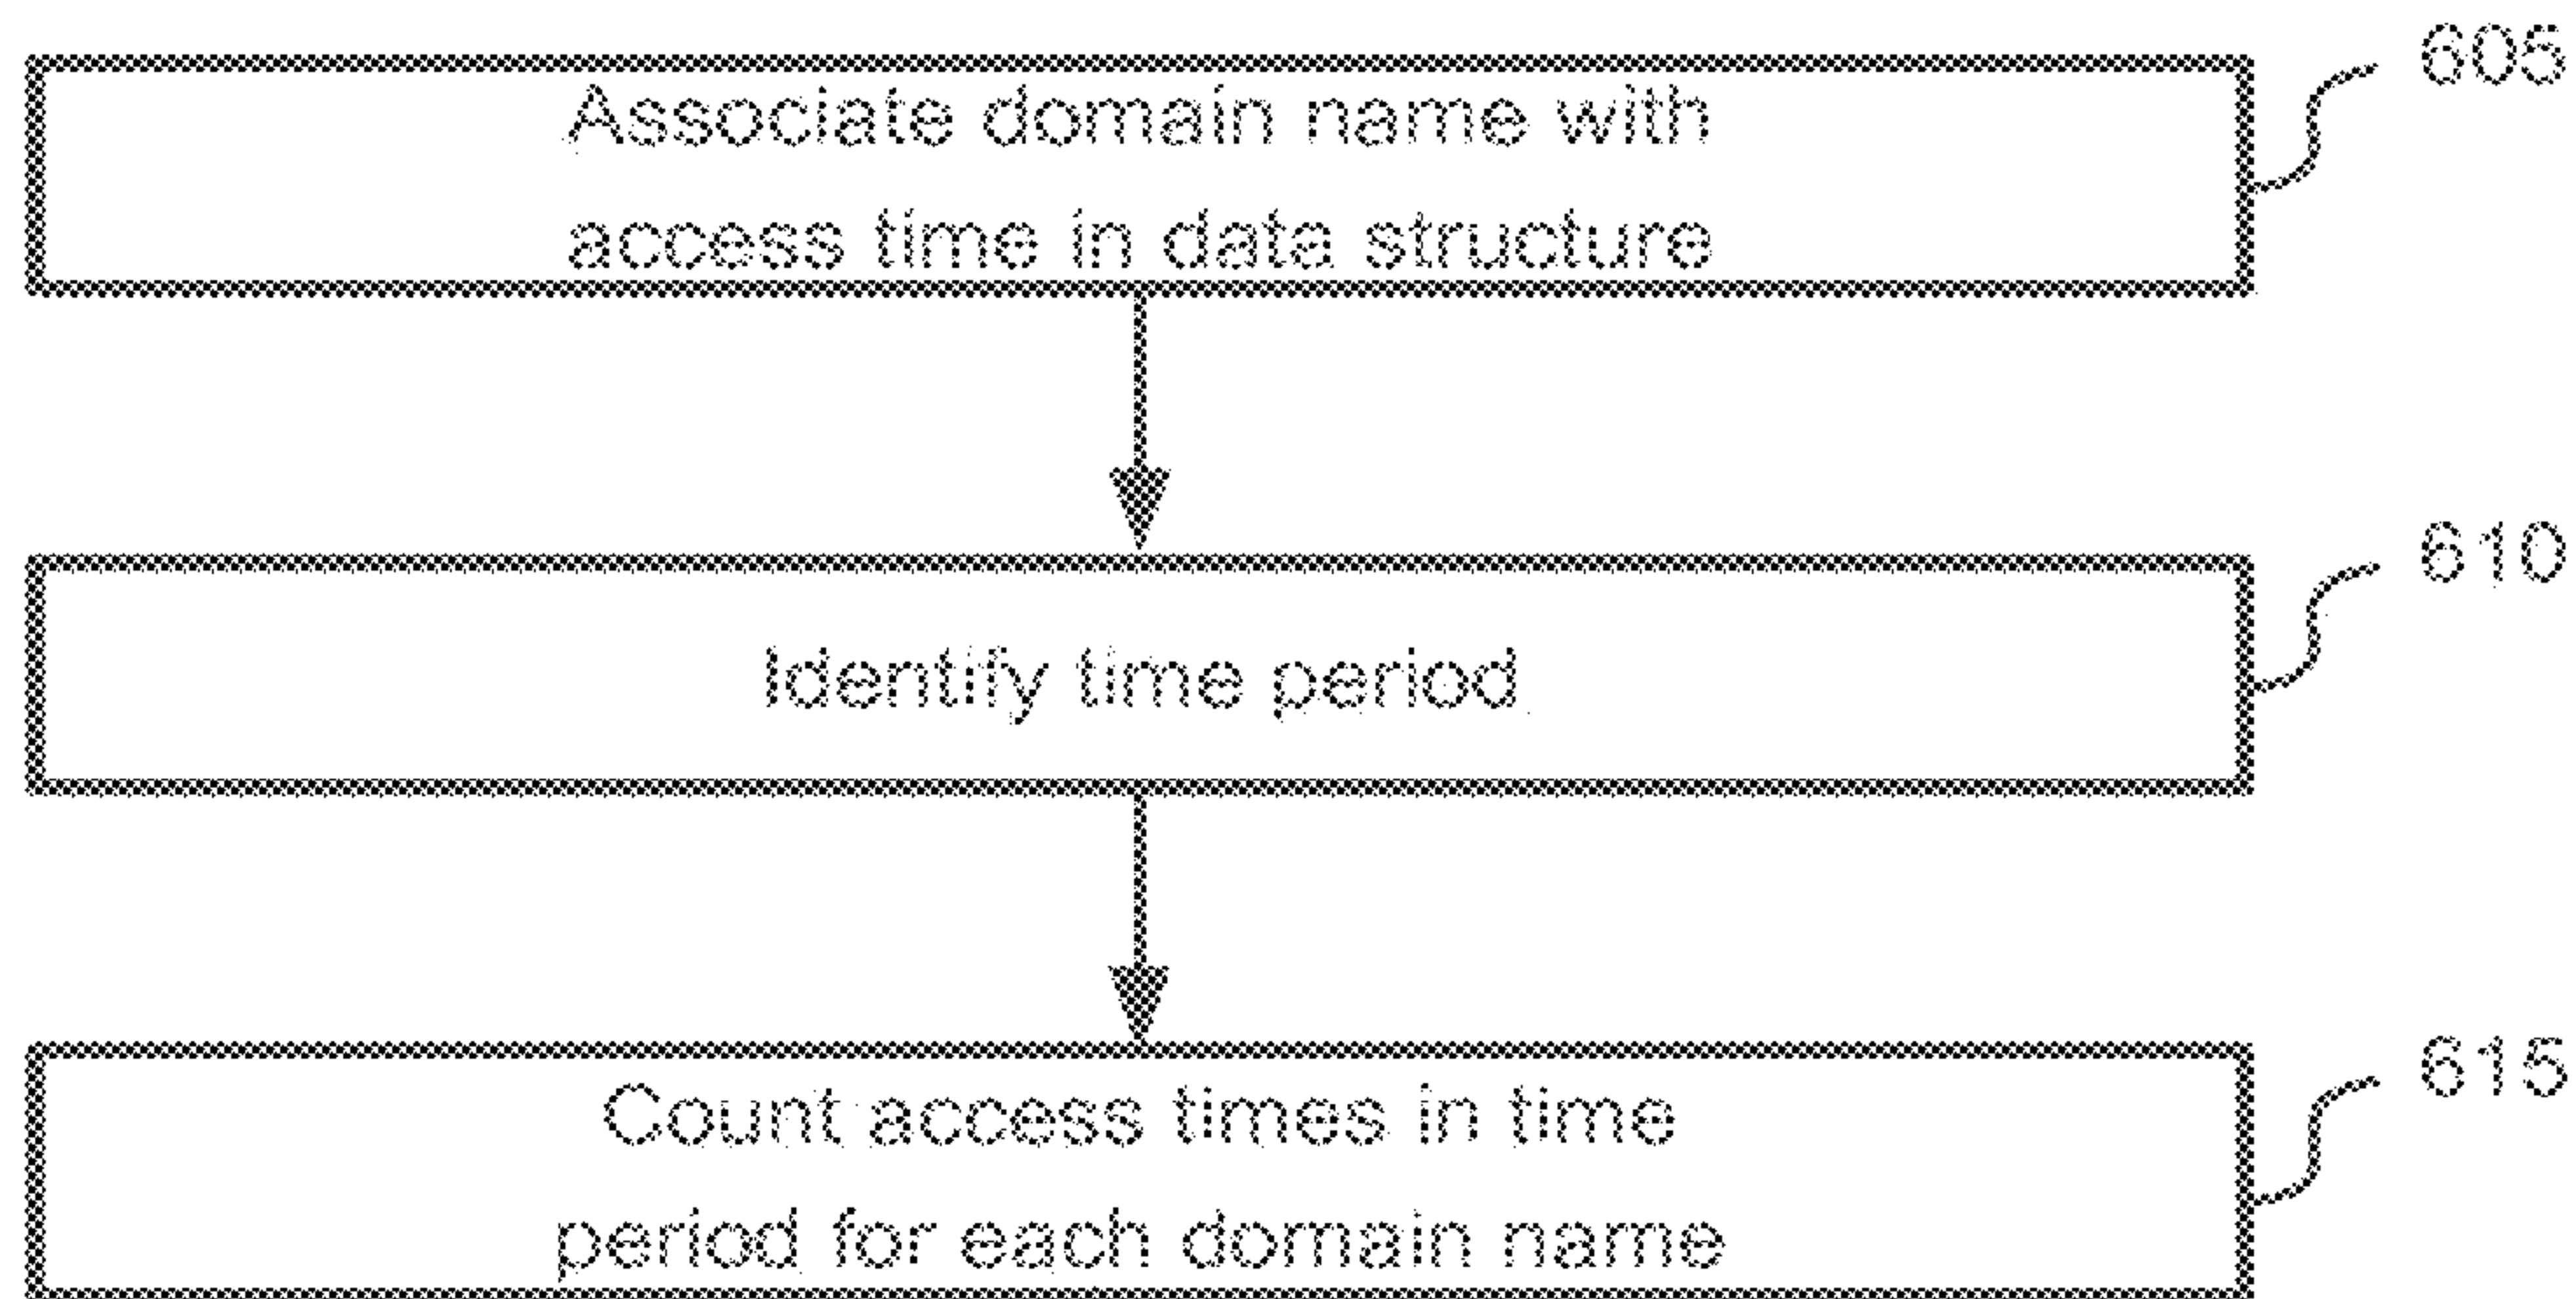 Associate domain name with
access time in data structure
605
Identify time period
610
Count access times in time
period for each domain name
615